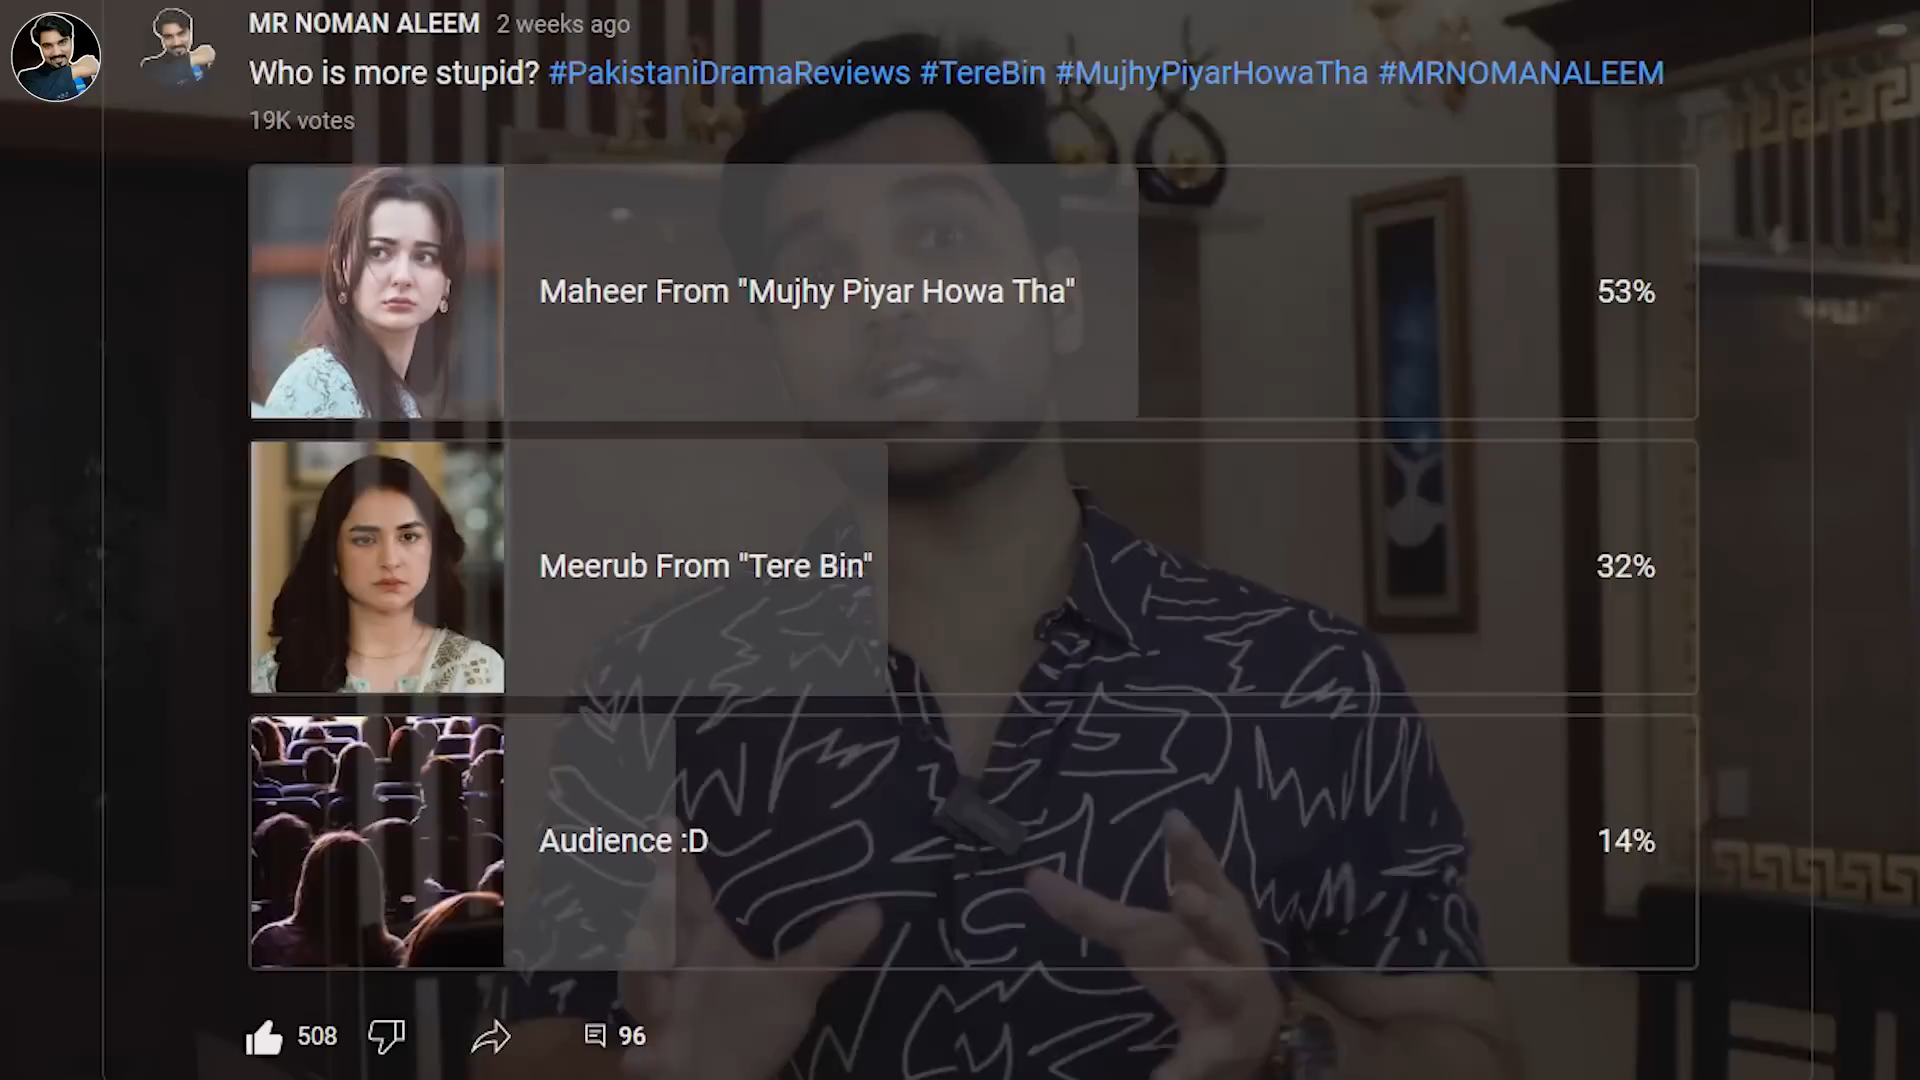 MR NOMAN ALEEM 2 weeks ago
Who is more stupid? #PakistaniDramaReviews #TereBin #MujhyPiyarHowaTha #MRNOMANALEEM
19K votes
Maheer From "Mujhy Piyar Howa Tha" 53%
Meerub From "Tere Bin" 32%
Audience :D 14%
508 96